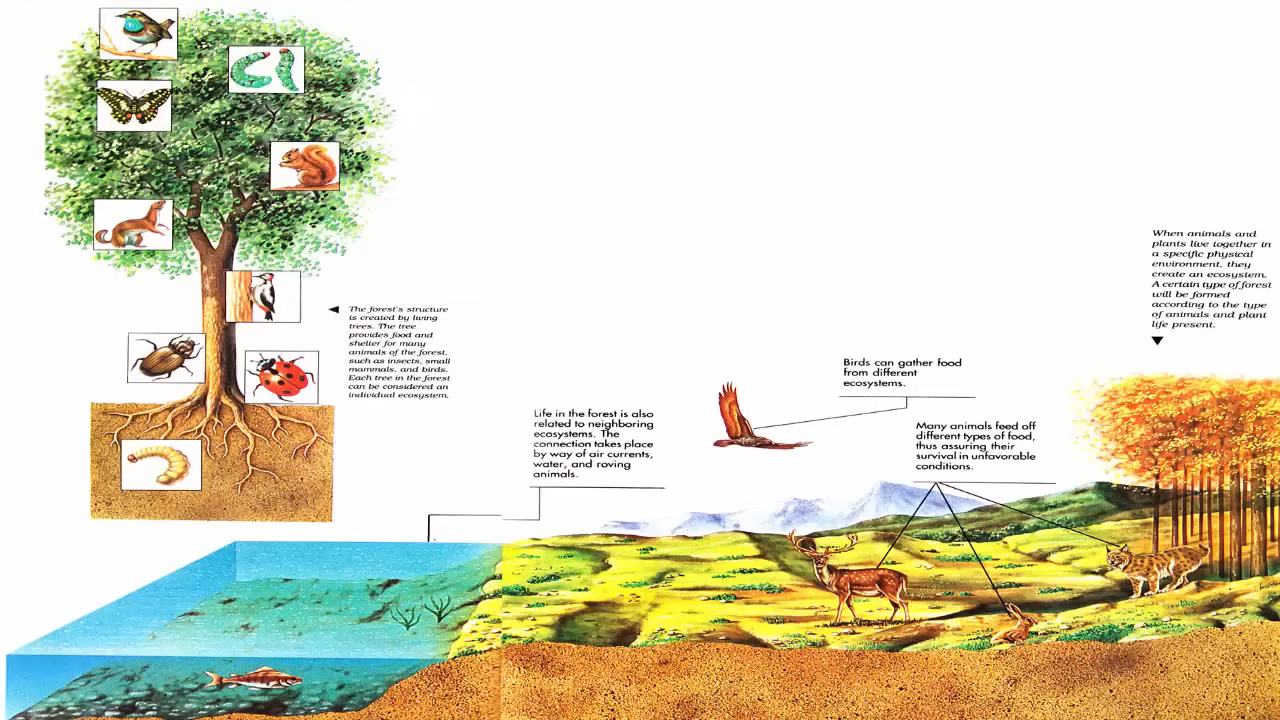 The forest's structure
is created by living
trees. The tree
provides food and
shelter for many
animals of the forest,
such as insects, small
mammals, and birds.
Each tree in the forest
can be considered an
individual ecosystem.
Life in the forest is also
related to neighboring
ecosystems. The
connection takes place
by way of air currents,
water, and roving
animals.
Birds can gather food
from different
ecosystems.
Many animals feed off
different types of food,
thus assuring their
survival in unfavorable
conditions.
When animals and
plants live together in
a specific physical
environment, they
create an ecosystem.
A certain type of forest
will be formed
according to the type
of animals and plant
life present.